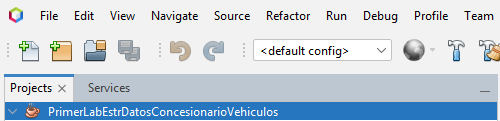 File Edit View Navigate Source Refactor Run Debug Profile Team
<default config>
Projects Services
PrimerLabEstrDatosConcesionarioVehiculos